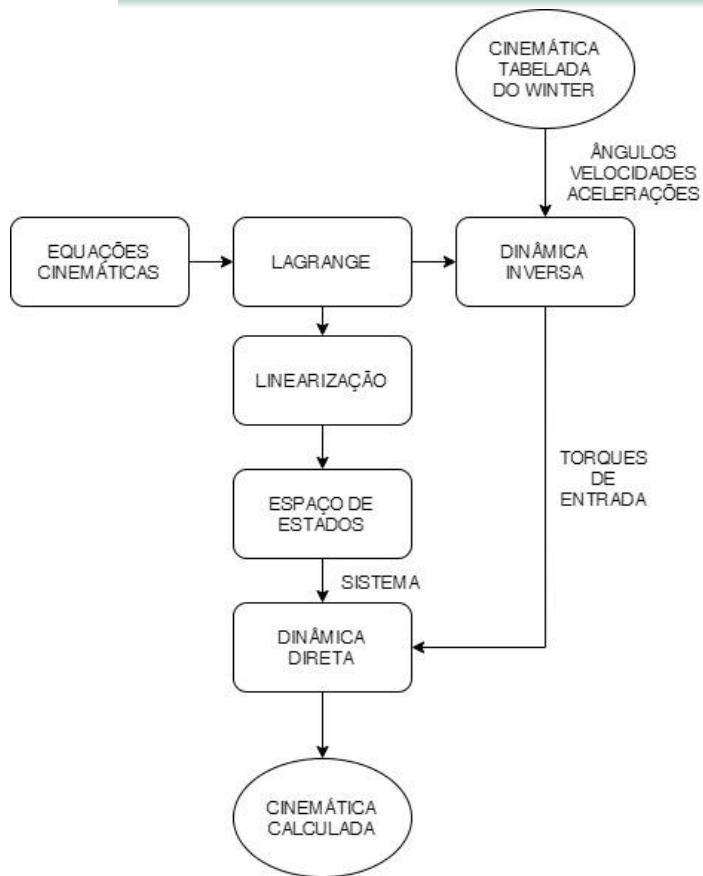 CINEMÁTICA
TABELADA
DO WINTER
ÂNGULOS
VELOCIDADES
ACELERAÇÕES
EQUAÇÕES
CINEMÁTICAS
LAGRANGE
DINÂMICA
INVERSA
LINEARIZAÇÃO
TORQUES
DE
ENTRADA
ESPAÇO DE
ESTADOS
SISTEMA
DINÂMICA
DIRETA
CINEMÁTICA
CALCULADA